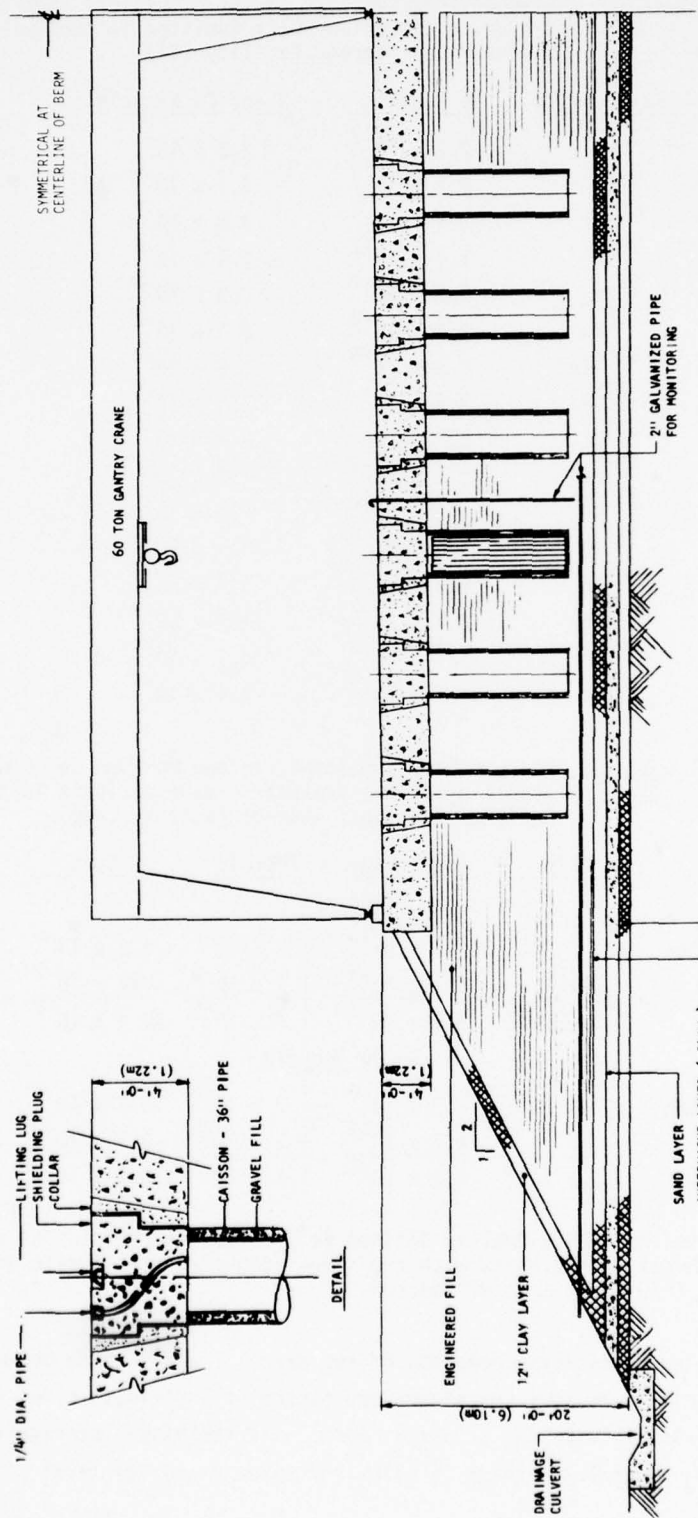 SYMMETRICAL AT
CENTERLINE OF BERM
60 TON GANTRY CRANE
1/4" DIA. PIPE
LIFTING LUG
SHIELDING PLUG
COLLAR
4'-0"
(1.22m)
CAISSON - 36" PIPE
GRAVEL FILL
DETAIL
4'-0"
(1.22m)
2
1
ENGINEERED FILL
12" CLAY LAYER
20'-0" (6.10m)
DRAINAGE
CULVERT
2" GALVANIZED PIPE
FOR MONITORING
SAND LAYER